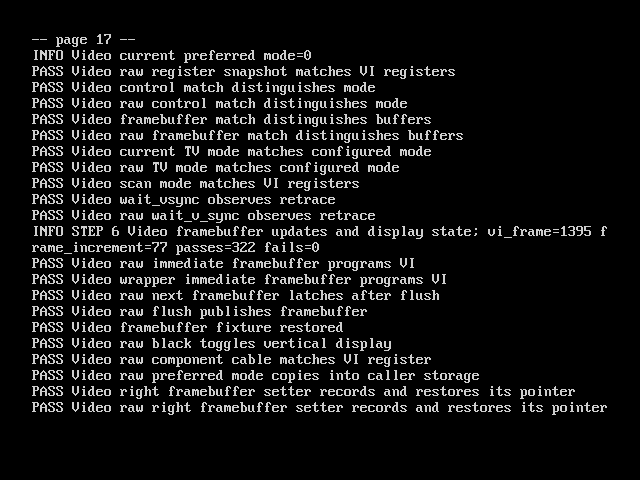 -- page 17 --
INFO Video current preferred mode=0
PASS Video raw register snapshot matches VI registers
PASS Video control match distinguishes mode
PASS Video raw control match distinguishes mode
PASS Video framebuffer match distinguishes buffers
PASS Video raw framebuffer match distinguishes buffers
PASS Video current TV mode matches configured mode
PASS Video raw TV mode matches configured mode
PASS Video scan mode matches VI registers
PASS Video wait_vsync observes retrace
PASS Video raw wait_v_sync observes retrace
INFO STEP 6 Video framebuffer updates and display state; vi_frame=1395 f
rame_increment=77 passes=322 fails=0
PASS Video raw immediate framebuffer programs VI
PASS Video wrapper immediate framebuffer programs VI
PASS Video raw next framebuffer latches after flush
PASS Video raw flush publishes framebuffer
PASS Video framebuffer fixture restored
PASS Video raw black toggles vertical display
PASS Video raw component cable matches VI register
PASS Video raw preferred mode copies into caller storage
PASS Video right framebuffer setter records and restores its pointer
PASS Video raw right framebuffer setter records and restores its pointer